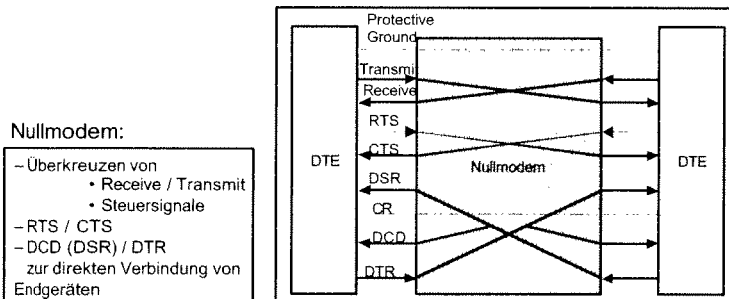 Nullmodem:
–Überkreuzen von
• Receive / Transmit
• Steuersignale
–RTS / CTS
–DCD (DSR) / DTR
zur direkten Verbindung von
Endgeräten
DTE
Protective
Ground
Transmit
Receive
RTS
CTS
DSR
CR
DCD
DTR
Nullmodem
DTE